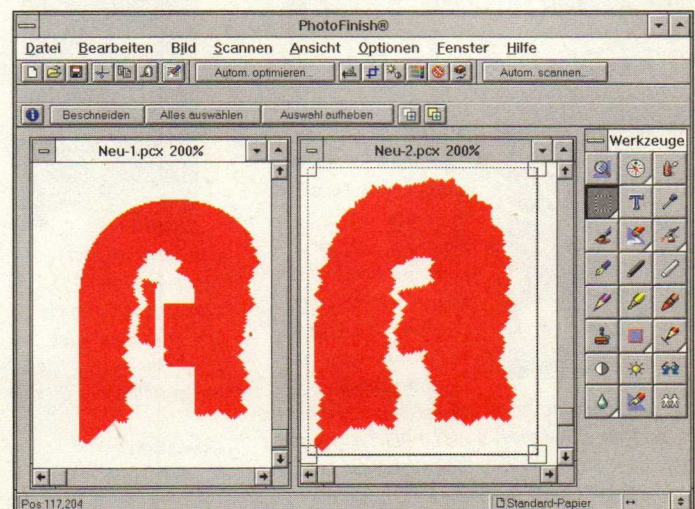 PhotoFinish®
Datei Bearbeiten Bild Scannen Ansicht Optionen Fenster Hilfe
Autom. optimieren... Autom. scannen...
Beschneiden Alles auswählen Auswahl aufheben
Neu-1.pcx 200% Neu-2.pcx 200% Werkzeuge
T
Pos:117,204 Standard-Papier